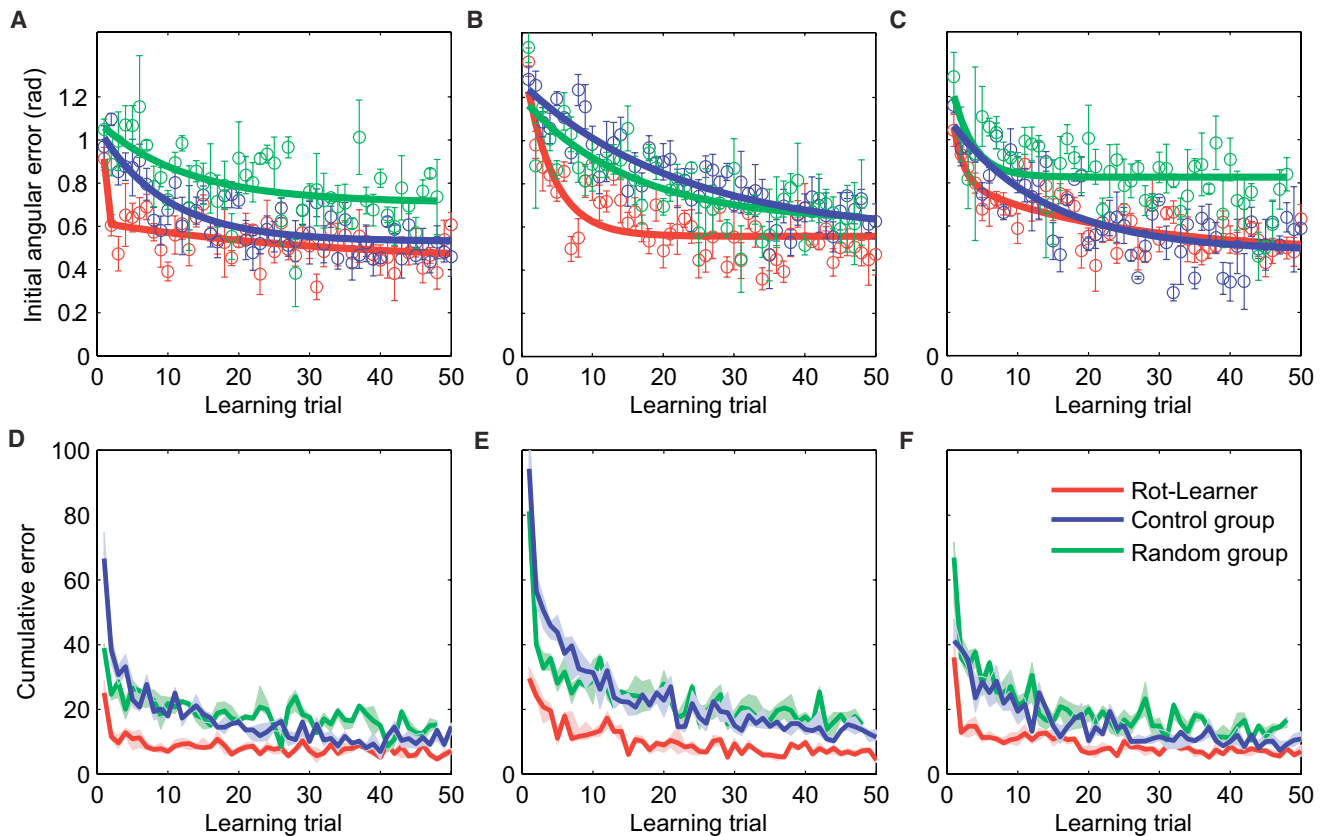 A
B
C
Initial angular error (rad)
1.2
1
0.8
0.6
0.4
0.2
0
0
0
0 10 20 30 40 50
0 10 20 30 40 50
0 10 20 30 40 50
Learning trial
Learning trial
Learning trial
D
E
F
Cumulative error
100
80
60
40
20
0
0
0
Rot-Learner
Control group
Random group
0 10 20 30 40 50
0 10 20 30 40 50
0 10 20 30 40 50
Learning trial
Learning trial
Learning trial